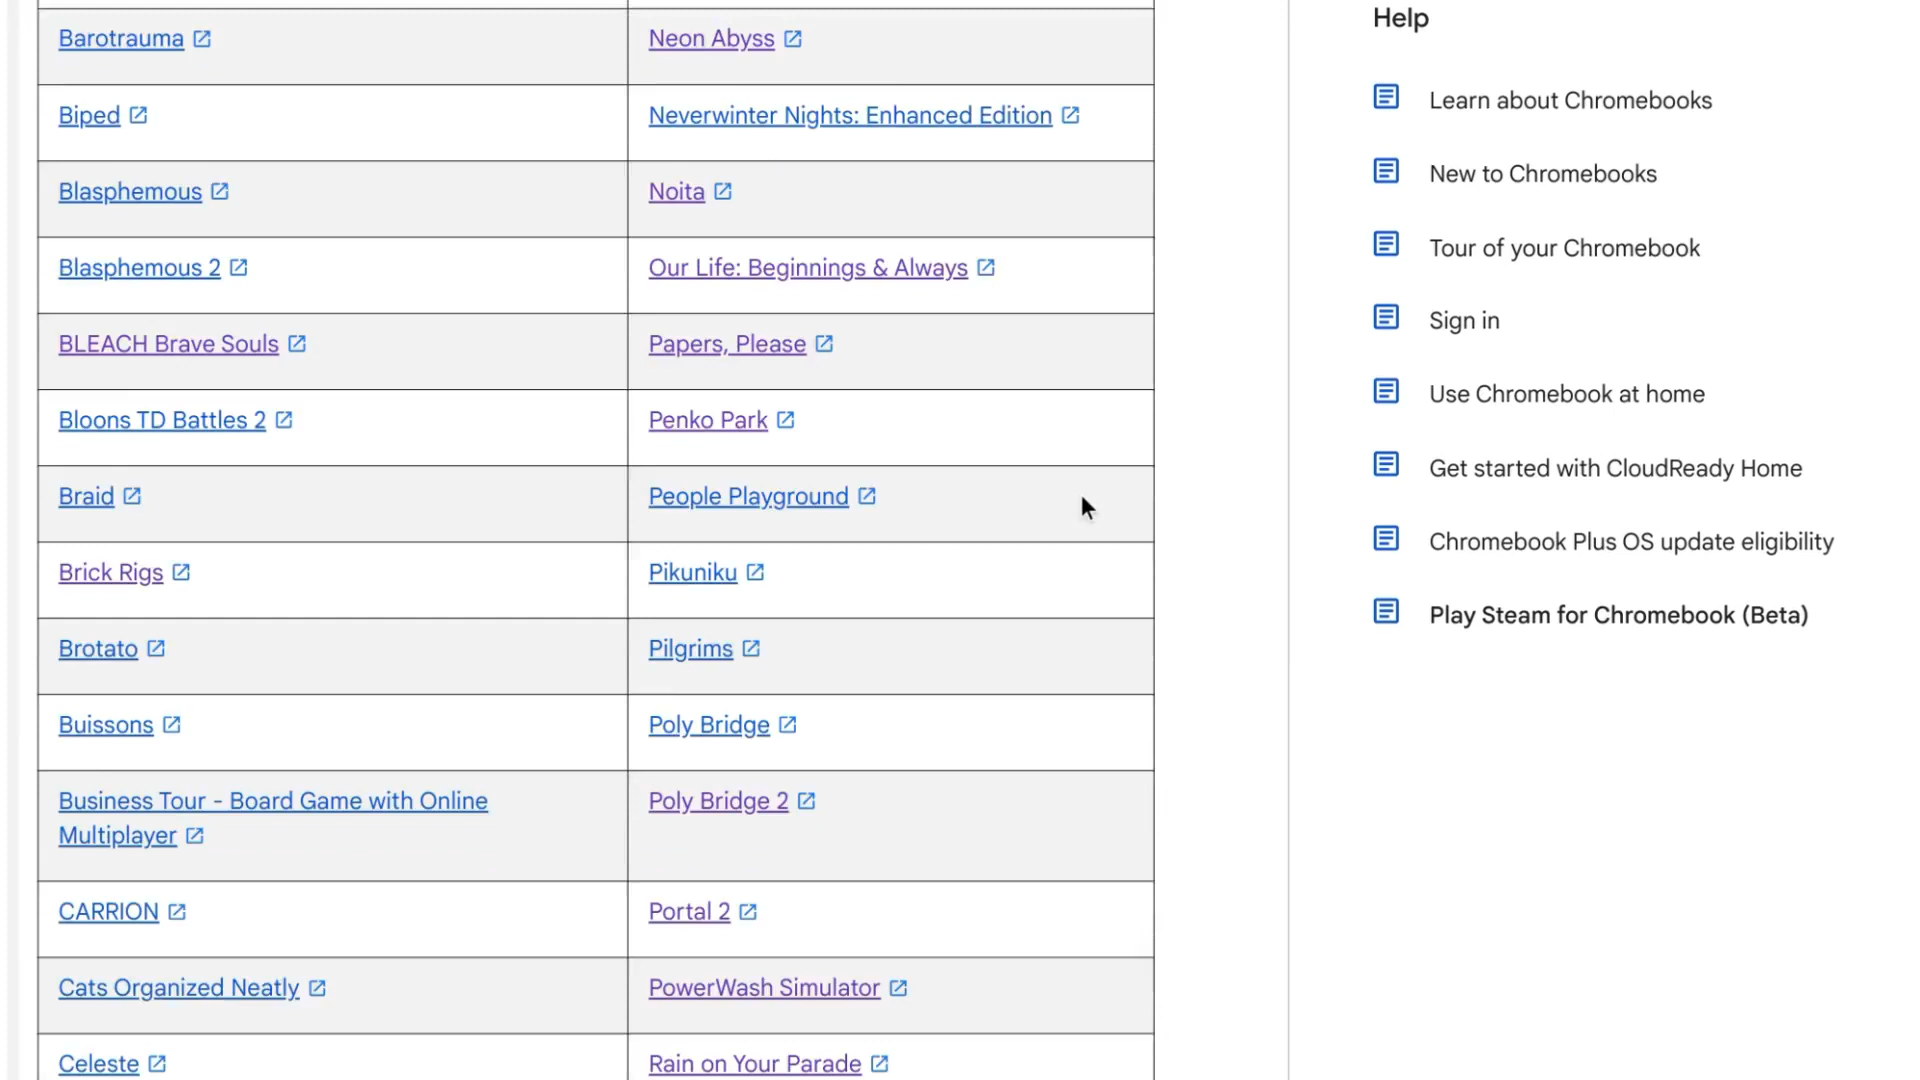 Barotrauma
Neon Abyss
Biped
Neverwinter Nights: Enhanced Edition
Blasphemous
Noita
Blasphemous 2
Our Life: Beginnings & Always
BLEACH Brave Souls
Papers, Please
Bloons TD Battles 2
Penko Park
Braid
People Playground
Brick Rigs
Pikuniku
Brotato
Pilgrims
Buissons
Poly Bridge
Business Tour - Board Game with Online
Multiplayer
Poly Bridge 2
CARRION
Portal 2
Cats Organized Neatly
PowerWash Simulator
Celeste
Rain on Your Parade
Help
Learn about Chromebooks
New to Chromebooks
Tour of your Chromebook
Sign in
Use Chromebook at home
Get started with CloudReady Home
Chromebook Plus OS update eligibility
Play Steam for Chromebook (Beta)